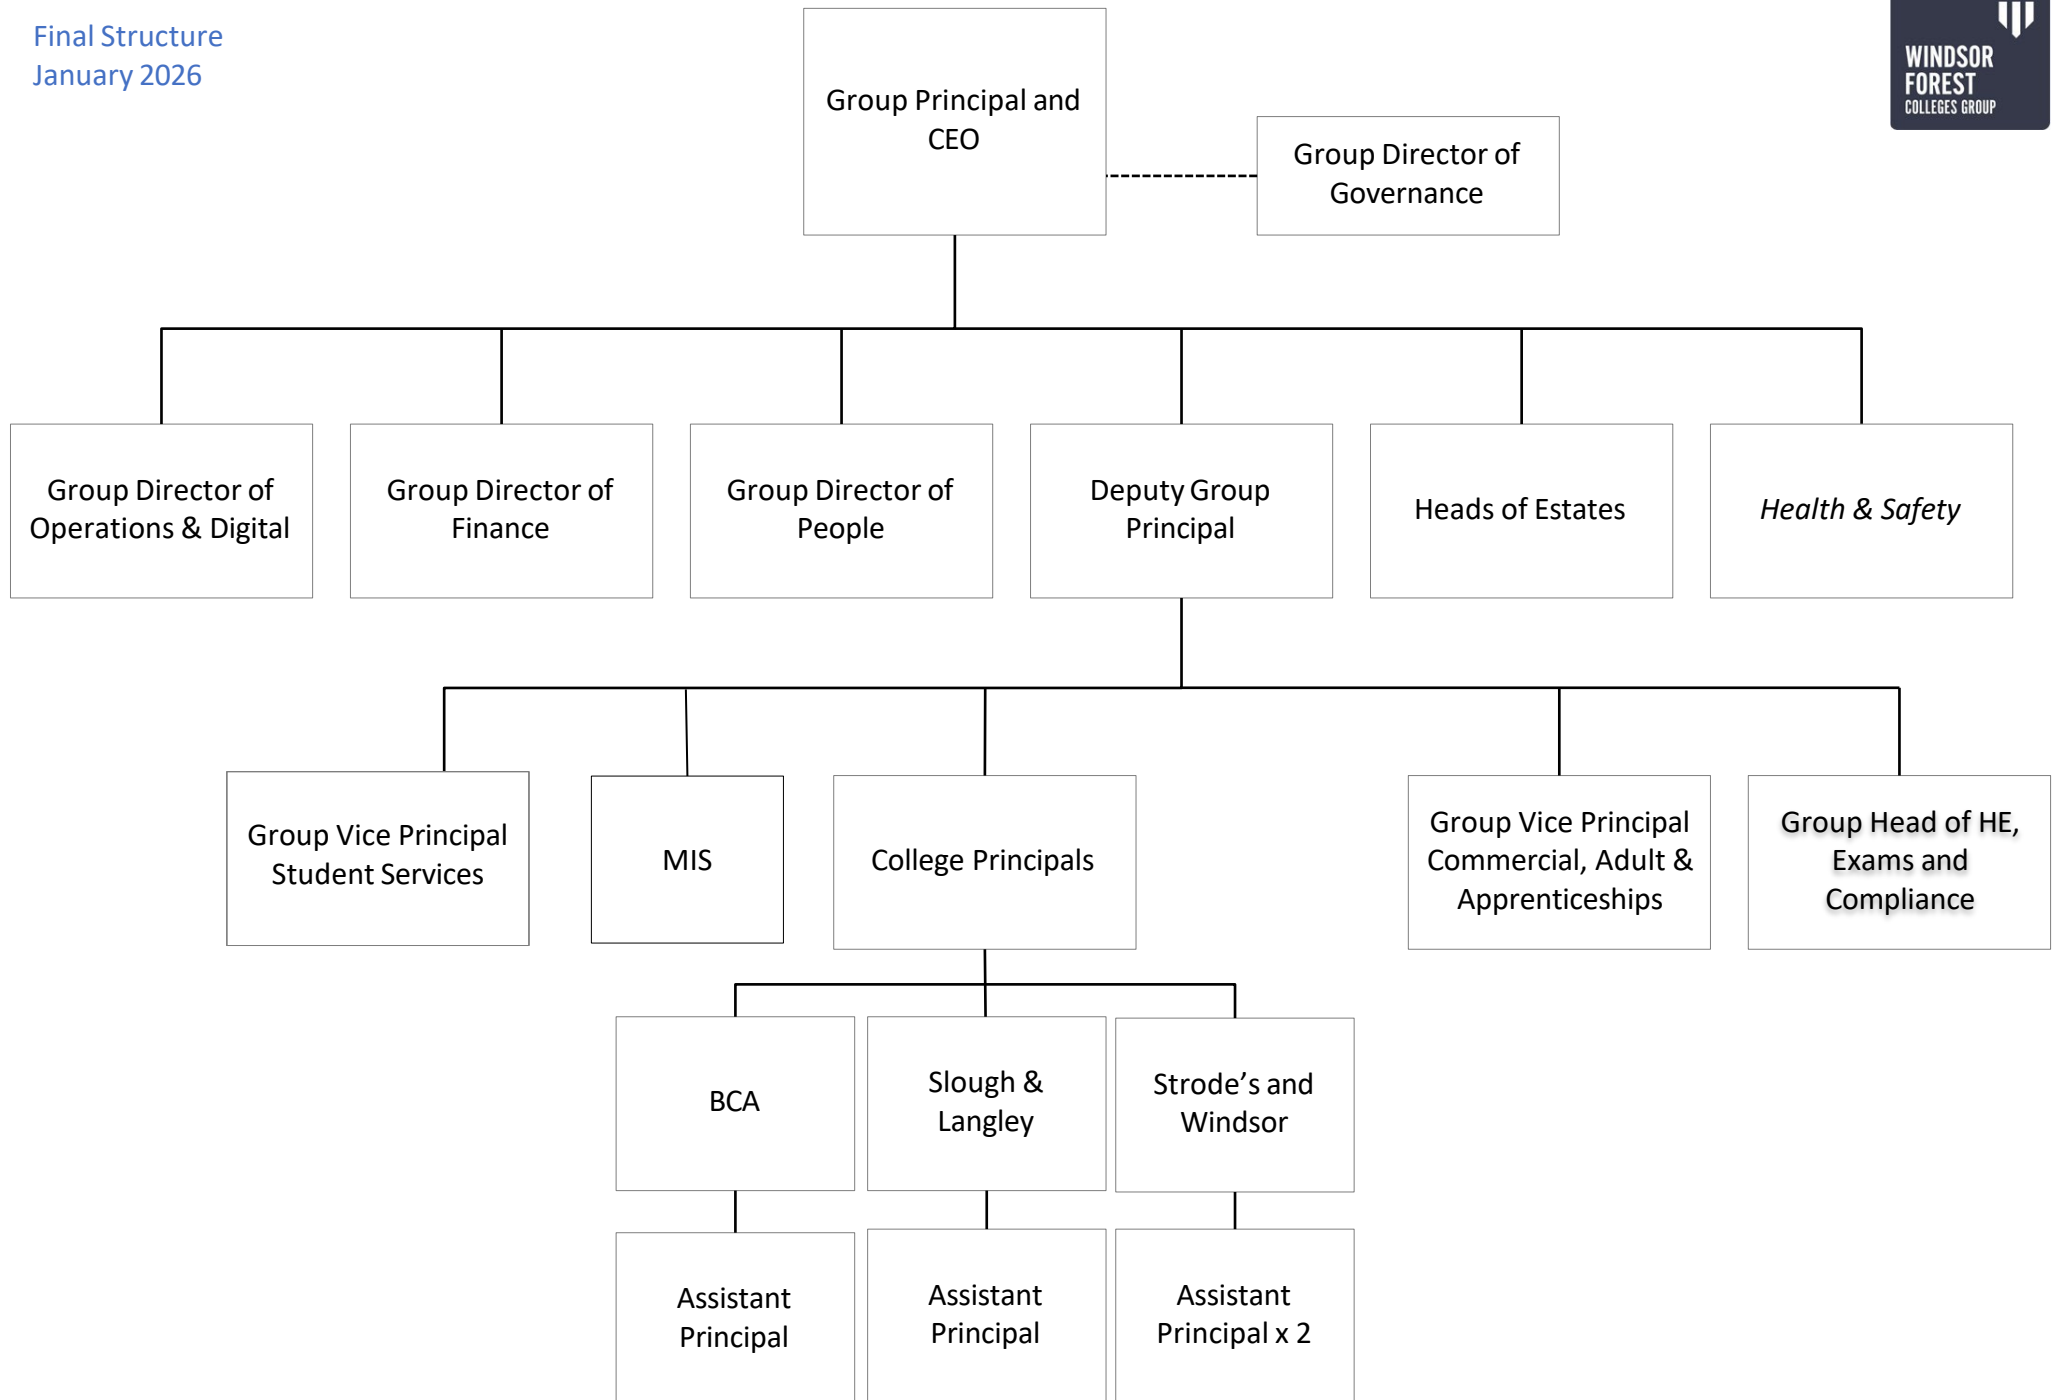 Final Structure
January 2026
WINDSOR
FOREST
COLLEGES GROUP
Group Principal and
CEO
Group Director of
Governance
Group Director of
Operations & Digital
Group Director of
Finance
Group Director of
People
Deputy Group
Principal
Heads of Estates
Health & Safety
Group Vice Principal
Student Services
MIS
College Principals
Group Vice Principal
Commercial, Adult &
Apprenticeships
Group Head of HE,
Exams and
Compliance
BCA
Slough &
Langley
Strode’s and
Windsor
Assistant
Principal
Assistant
Principal
Assistant
Principal x 2